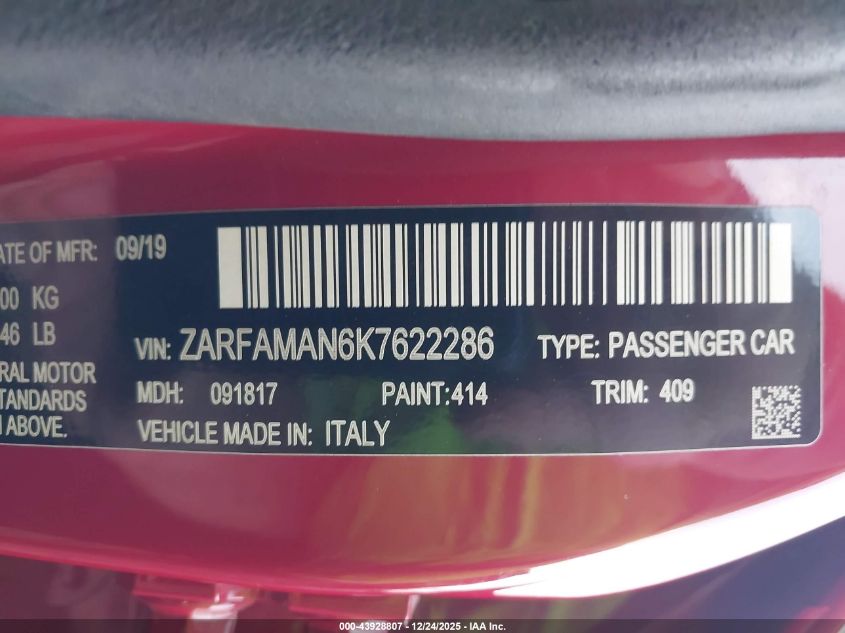 ATE OF MFR: 09/19
00 KG
46 LB
VIN: ZARFAMAN6K7622286 TYPE: PASSENGER CAR
RAL MOTOR
TANDARDS
ABOVE.
MDH: 091817 PAINT:414 TRIM: 409
VEHICLE MADE IN: ITALY
000-43928807 - 12/24/2025 - IAA Inc.